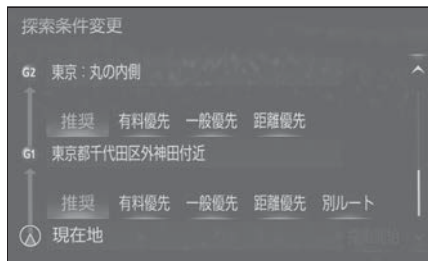 探索条件変更
G2 東京：丸の内側
推奨 有料優先 一般優先 距離優先
G1 東京都千代田区外神田付近
推奨 有料優先 一般優先 距離優先 別ルート
現在地